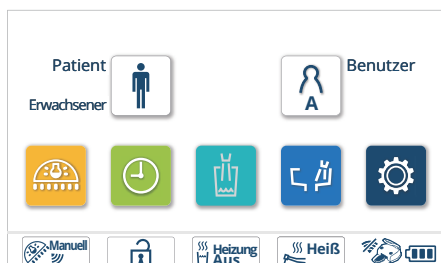 Patient
Benutzer
Erwachsener
A
Manuell
Heizung
Aus
Heiß